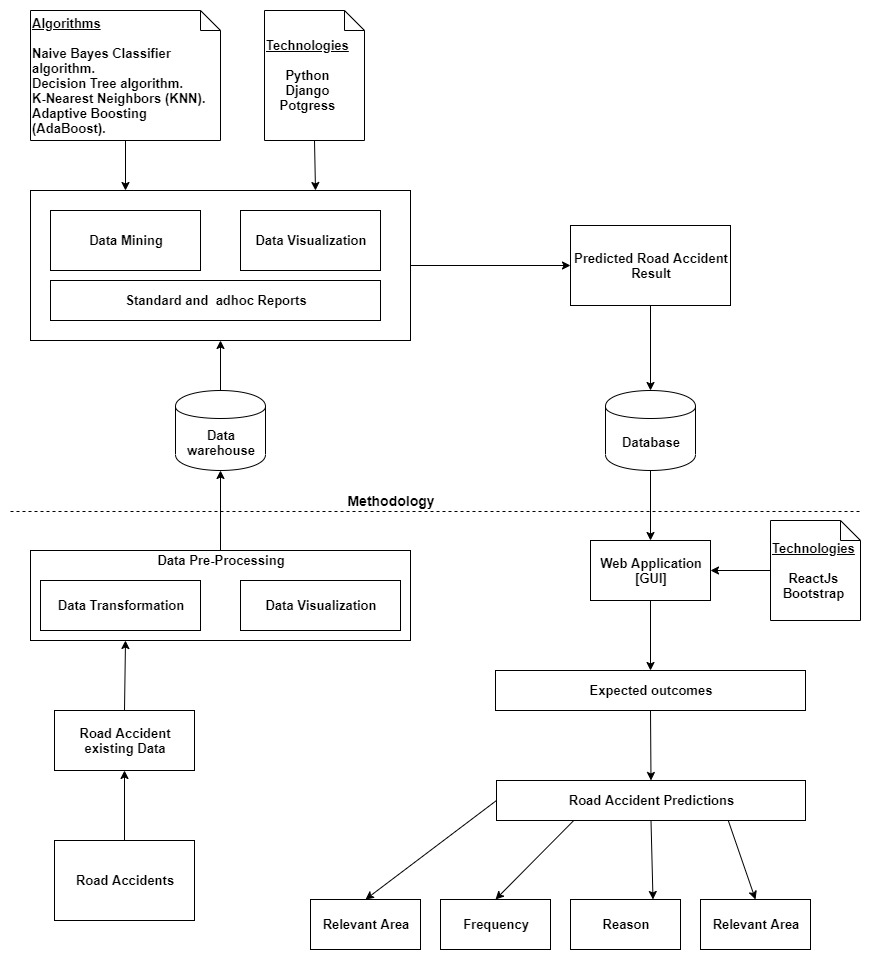 Algorithms
Naive Bayes Classifier
algorithm.
Decision Tree algorithm.
K-Nearest Neighbors (KNN).
Adaptive Boosting
(AdaBoost).
Technologies
Python
Django
Potgress
Data Mining
Data Visualization
Standard and adhoc Reports
Predicted Road Accident
Result
Data
warehouse
Database
Methodology
Data Pre-Processing
Data Transformation
Data Visualization
Web Application
[GUI]
Technologies
ReactJs
Bootstrap
Road Accident
existing Data
Expected outcomes
Road Accidents
Road Accident Predictions
Relevant Area
Frequency
Reason
Relevant Area